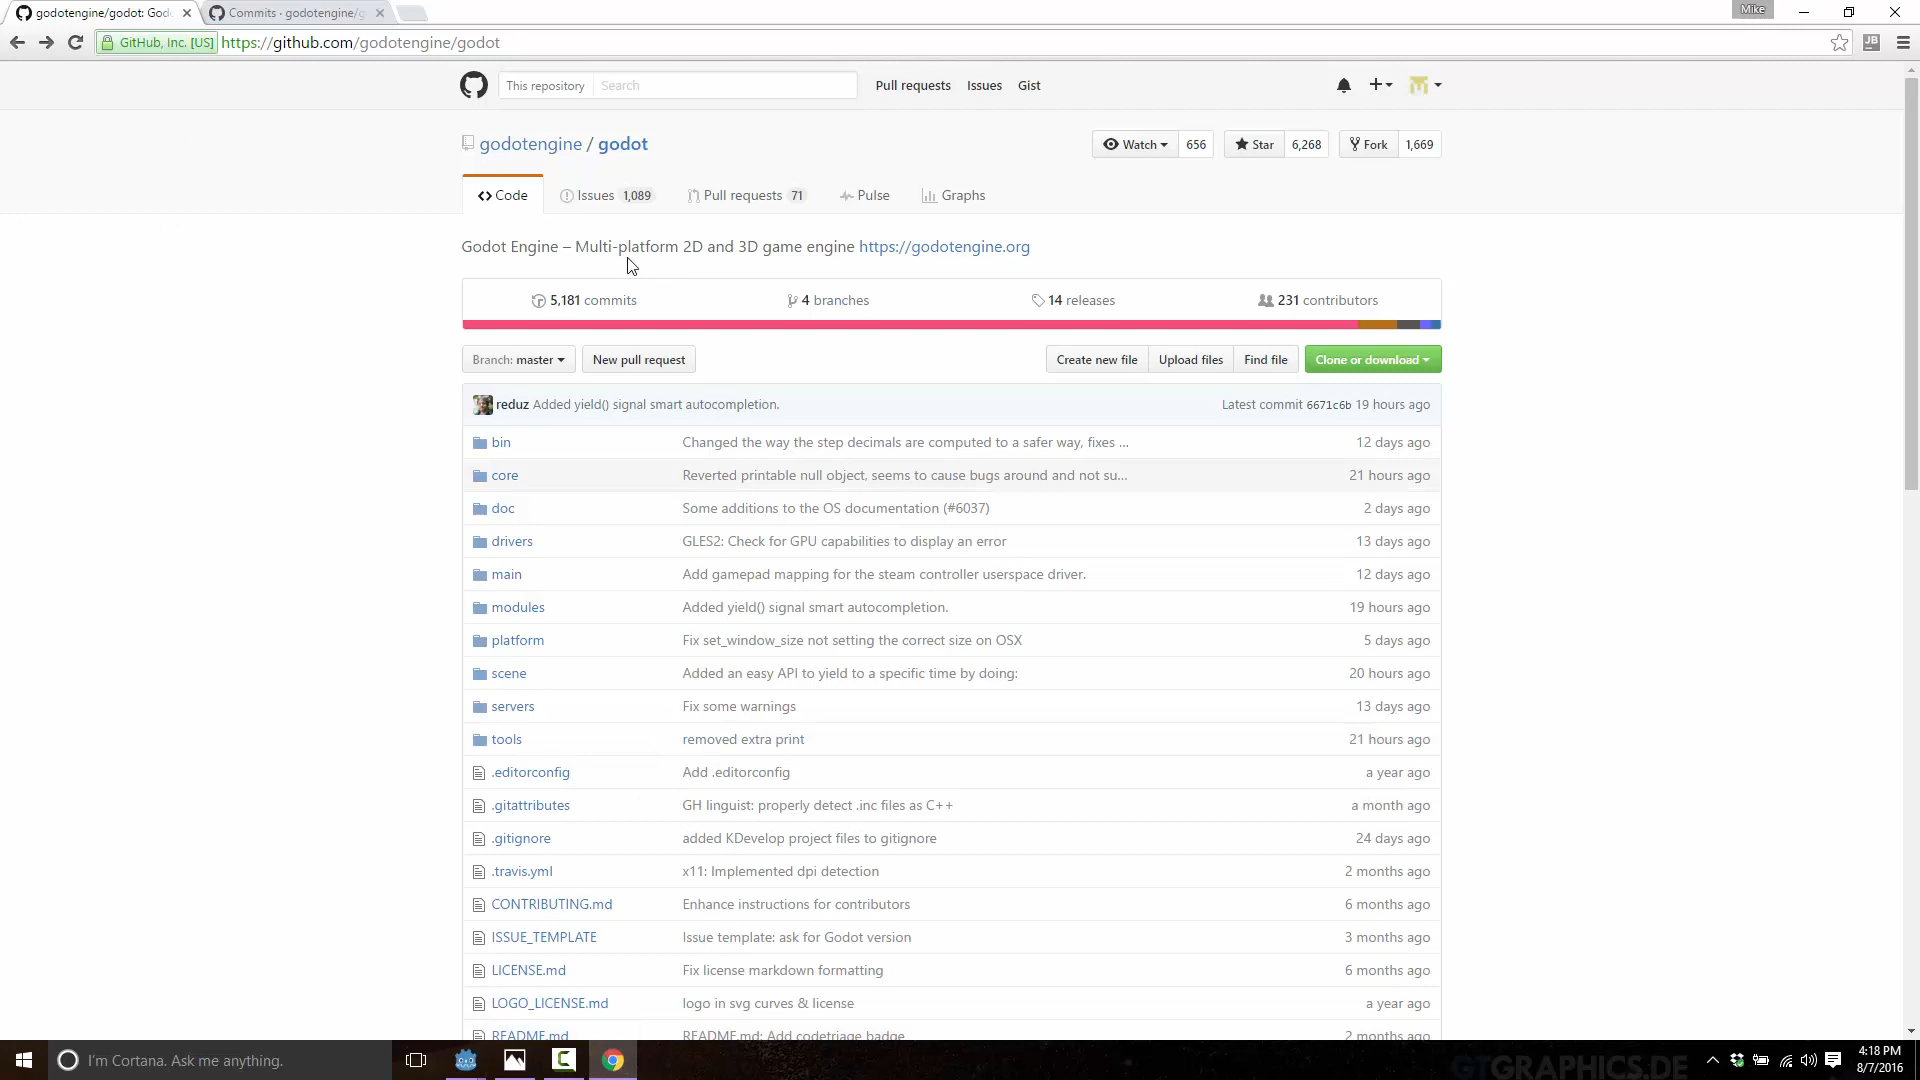 godotengine/godot: God
Commits · godotengine/g
Mike
GitHub, Inc. [US] https://github.com/godotengine/godot
This repository Search Pull requests Issues Gist
godotengine / godot
Watch 656 Star 6,268 Fork 1,669
Code Issues 1,089 Pull requests 71 Pulse Graphs
Godot Engine – Multi-platform 2D and 3D game engine https://godotengine.org
5,181 commits 4 branches 14 releases 231 contributors
Branch: master New pull request Create new file Upload files Find file Clone or download
reduz Added yield() signal smart autocompletion. Latest commit 6671c6b 19 hours ago
bin Changed the way the step decimals are computed to a safer way, fixes ... 12 days ago
core Reverted printable null object, seems to cause bugs around and not su... 21 hours ago
doc Some additions to the OS documentation (#6037) 2 days ago
drivers GLES2: Check for GPU capabilities to display an error 13 days ago
main Add gamepad mapping for the steam controller userspace driver. 12 days ago
modules Added yield() signal smart autocompletion. 19 hours ago
platform Fix set_window_size not setting the correct size on OSX 5 days ago
scene Added an easy API to yield to a specific time by doing: 20 hours ago
servers Fix some warnings 13 days ago
tools removed extra print 21 hours ago
.editorconfig Add .editorconfig a year ago
.gitattributes GH linguist: properly detect .inc files as C++ a month ago
.gitignore added KDevelop project files to gitignore 24 days ago
.travis.yml x11: Implemented dpi detection 2 months ago
CONTRIBUTING.md Enhance instructions for contributors 6 months ago
ISSUE_TEMPLATE Issue template: ask for Godot version 3 months ago
LICENSE.md Fix license markdown formatting 6 months ago
LOGO_LICENSE.md logo in svg curves & license a year ago
README.md README.md: Add codetriage badge 2 months ago
I'm Cortana. Ask me anything.
GTGRAPHICS.DE
4:18 PM
8/7/2016